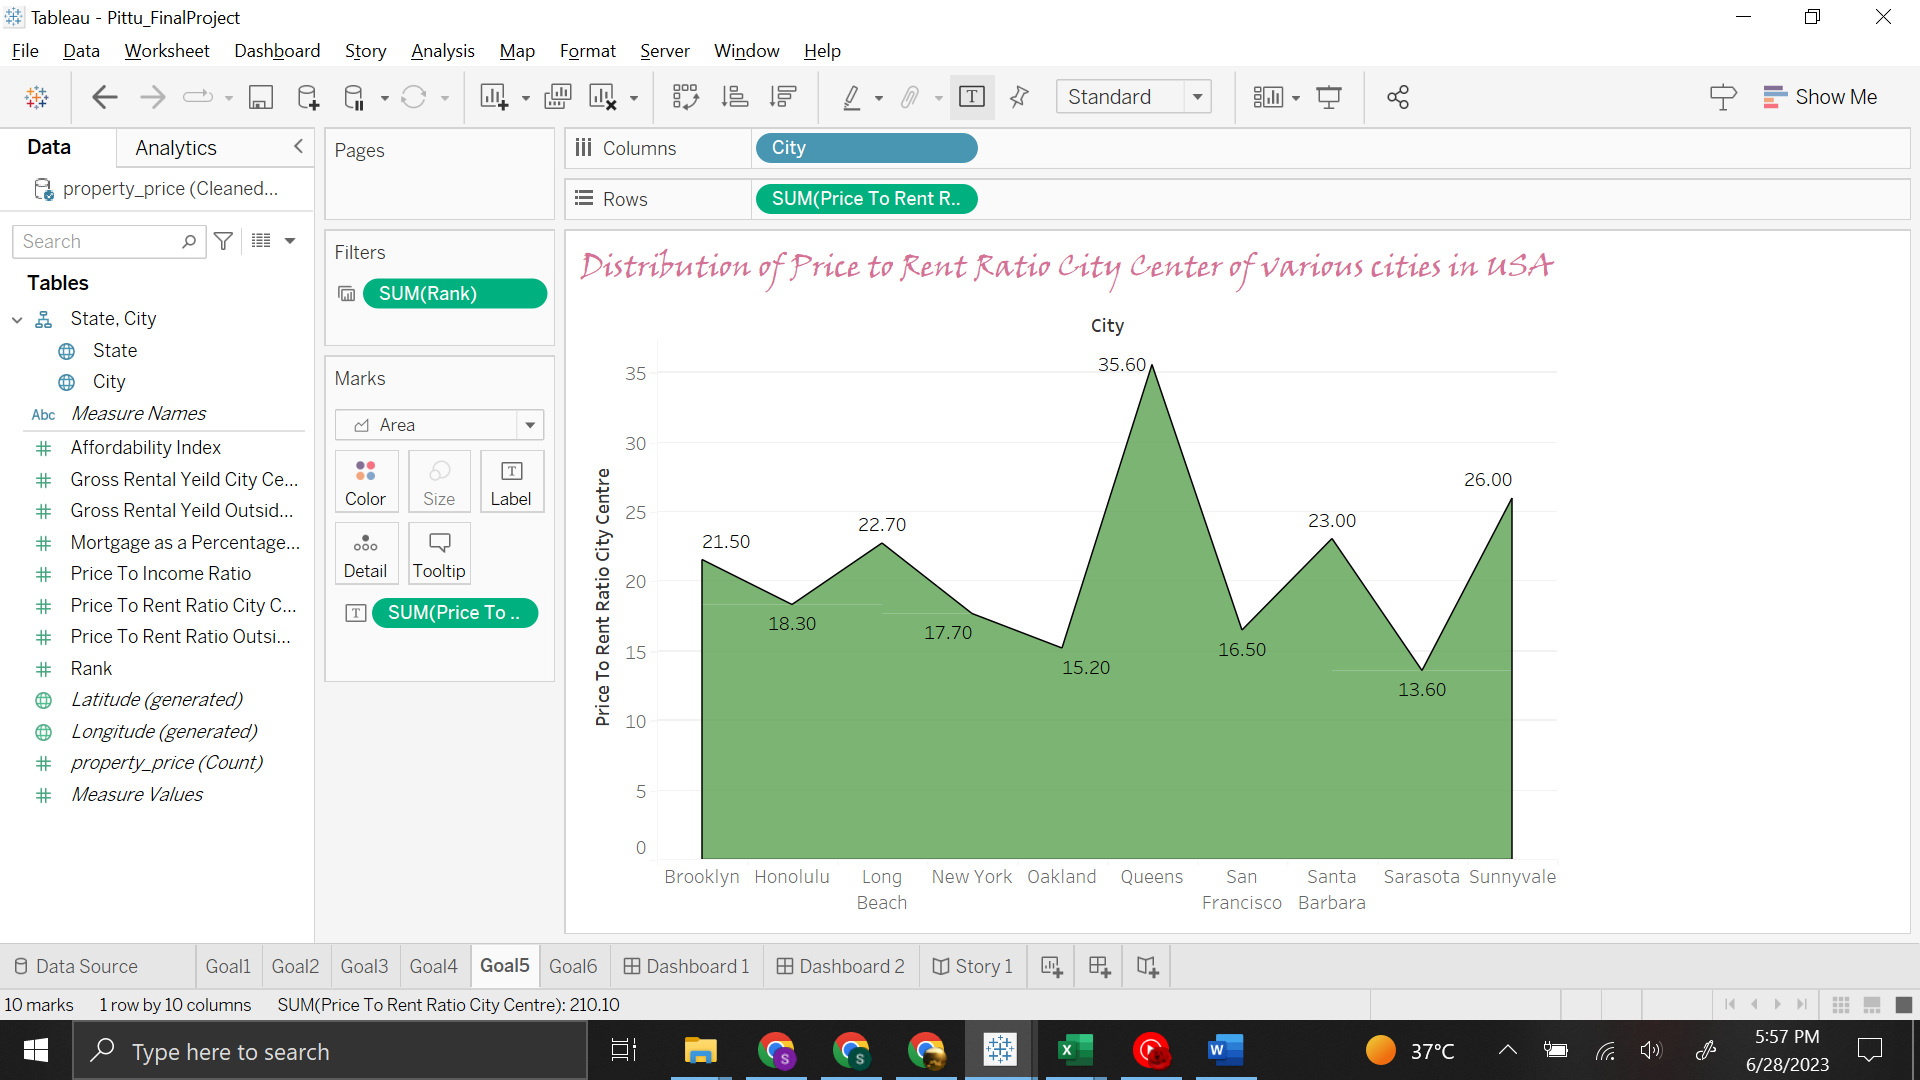 Tableau - Pittu_FinalProject
File Data Worksheet Dashboard Story Analysis Map Format Server Window Help
Standard
Show Me
Data
Analytics
property_price (Cleaned...
Search
Tables
State, City
State
City
Abc Measure Names
Affordability Index
Gross Rental Yeild City Ce...
Gross Rental Yeild Outsid...
Mortgage as a Percentage...
Price To Income Ratio
Price To Rent Ratio City C...
Price To Rent Ratio Outsi...
Rank
Latitude (generated)
Longitude (generated)
property_price (Count)
Measure Values
Pages
Filters
SUM(Rank)
Marks
Area
Color
Size
Label
Detail
Tooltip
SUM(Price To ..
Columns
City
Rows
SUM(Price To Rent R..
Distribution of Price to Rent Ratio City Center of various cities in USA
City
Price To Rent Ratio City Centre
35
30
25
20
15
10
5
0
21.50
18.30
22.70
17.70
15.20
35.60
16.50
23.00
13.60
26.00
Brooklyn
Honolulu
Long
Beach
New York
Oakland
Queens
San
Francisco
Santa
Barbara
Sarasota
Sunnyvale
Data Source
Goal1
Goal2
Goal3
Goal4
Goal5
Goal6
Dashboard 1
Dashboard 2
Story 1
10 marks
1 row by 10 columns
SUM(Price To Rent Ratio City Centre): 210.10
Type here to search
S
S
X
W
37°C
5:57 PM
6/28/2023